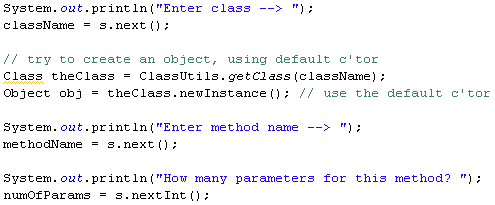 System.out.println("Enter class --> ");
className = s.next();
// try to create an object, using default c'tor
Class theClass = ClassUtils.getClass(className);
Object obj = theClass.newInstance(); // use the default c'tor
System.out.println("Enter method name --> ");
methodName = s.next();
System.out.println("How many parameters for this method? ");
numOfParams = s.nextInt();